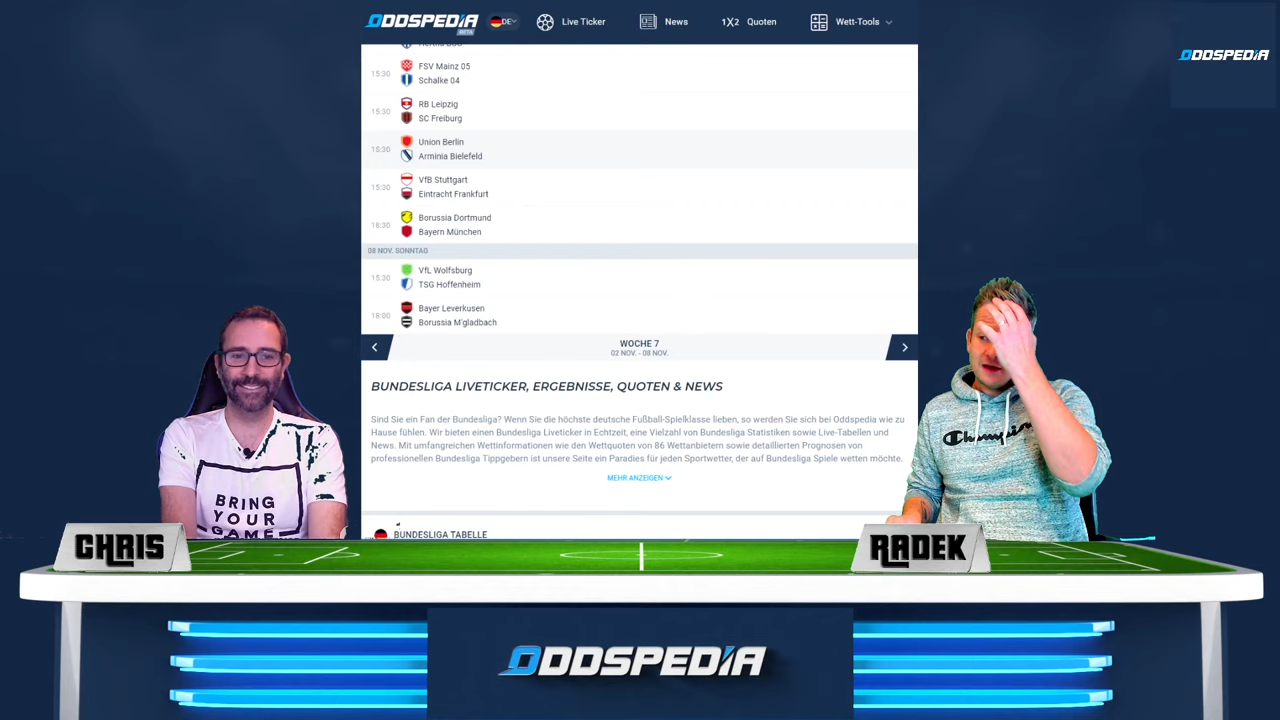 ODDSPEDIA
BETA
DE
Live Ticker
News
1X2 Quoten
Wett-Tools
ODDSPEDIA
Hertha BSC
15:30
FSV Mainz 05
Schalke 04
15:30
RB Leipzig
SC Freiburg
15:30
Union Berlin
Arminia Bielefeld
15:30
VfB Stuttgart
Eintracht Frankfurt
18:30
Borussia Dortmund
Bayern München
08 NOV. SONNTAG
15:30
VfL Wolfsburg
TSG Hoffenheim
18:00
Bayer Leverkusen
Borussia M'gladbach
WOCHE 7
02 NOV. - 08 NOV.
BUNDESLIGA LIVETICKER, ERGEBNISSE, QUOTEN & NEWS
Sind Sie ein Fan der Bundesliga? Wenn Sie die höchste deutsche Fußball-Spielklasse lieben, so werden Sie sich bei Oddspedia wie zu
Hause fühlen. Wir bieten einen Bundesliga Liveticker in Echtzeit, eine Vielzahl von Bundesliga Statistiken sowie Live-Tabellen und
News. Mit umfangreichen Wettinformationen wie den Wettquoten von 86 Wettanbietern sowie detaillierten Prognosen von
professionellen Bundesliga Tippgebern ist unsere Seite ein Paradies für jeden Sportwetter, der auf Bundesliga Spiele wetten möchte.
MEHR ANZEIGEN
BUNDESLIGA TABELLE
BRING
YOUR
GAME
Champion
CHRIS
RADEK
ODDSPEDIA